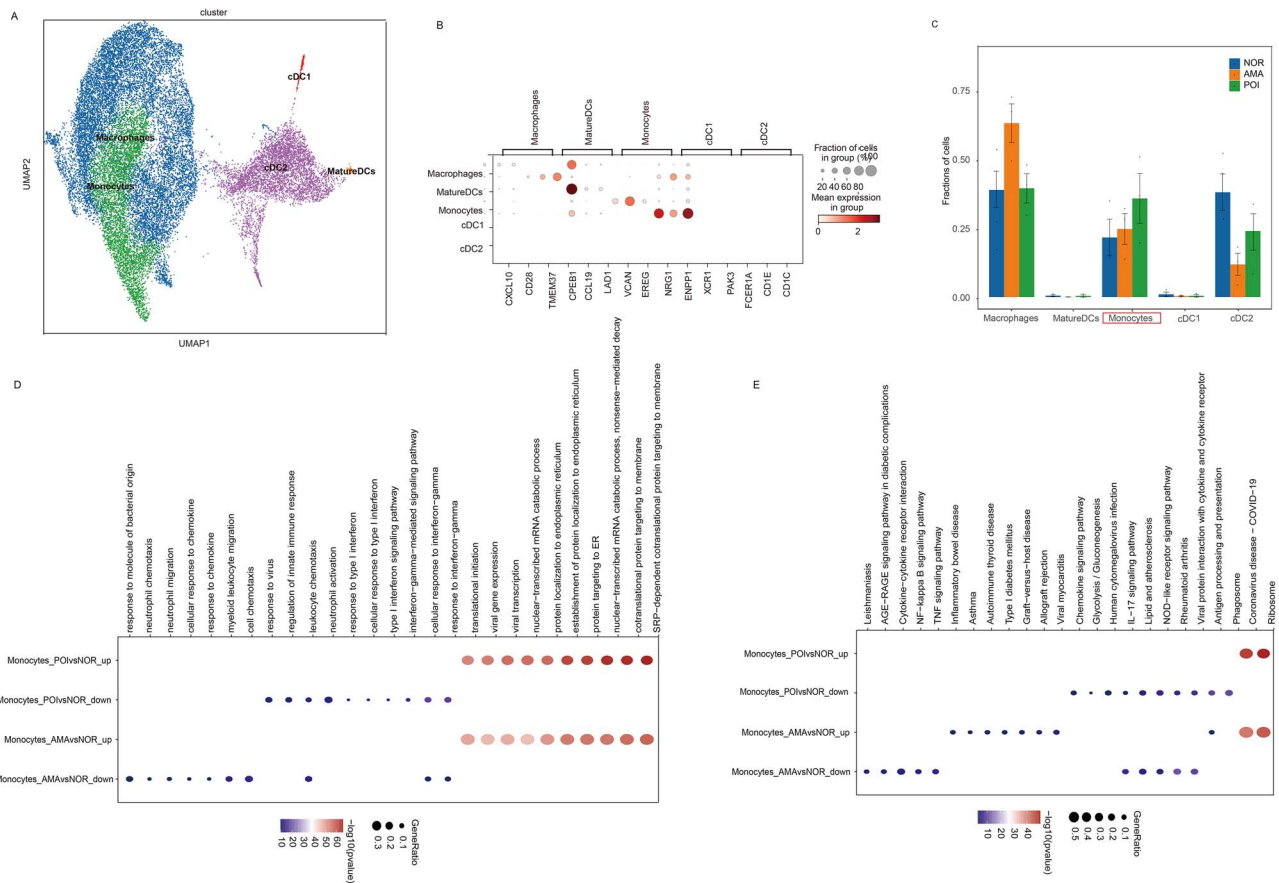 A
cluster
cDC1
Macrophages
cDC2
MatureDCs
Monocytes
UMAP2
UMAP1
B
Macrophages
MatureDCs
Monocytes
cDC1
cDC2
Macrophages
MatureDCs
Monocytes
cDC1
cDC2
CXCL10
CD28
TMEM37
CPEB1
CCL19
LAD1
VCAN
EREG
NRG1
ENPP1
XCR1
PAK3
FCER1A
CD1E
CD1C
Fraction of cells
in group (%)
100
20 40 60 80
Mean expression
in group
0 2
C
NOR
AMA
POI
Fractions of cells
0.75
0.50
0.25
0.00
Macrophages
MatureDCs
Monocytes
cDC1
cDC2
D
response to molecule of bacterial origin
neutrophil chemotaxis
neutrophil migration
cellular response to chemokine
response to chemokine
myeloid leukocyte migration
cell chemotaxis
response to virus
regulation of innate immune response
leukocyte chemotaxis
neutrophil activation
response to type I interferon
cellular response to type I interferon
type I interferon signaling pathway
interferon-gamma-mediated signaling pathway
cellular response to interferon-gamma
response to interferon-gamma
translational initiation
viral gene expression
viral transcription
nuclear-transcribed mRNA catabolic process
protein localization to endoplasmic reticulum
establishment of protein localization to endoplasmic reticulum
protein targeting to ER
nuclear-transcribed mRNA catabolic process, nonsense-mediated decay
cotranslational protein targeting to membrane
SRP-dependent cotranslational protein targeting to membrane
Monocytes_POIvsNOR_up
Monocytes_POIvsNOR_down
Monocytes_AMAvsNOR_up
Monocytes_AMAvsNOR_down
-log10(pvalue)
60
50
40
30
20
10
GeneRatio
0.1
0.2
0.3
E
Leishmaniasis
AGE-RAGE signaling pathway in diabetic complications
Cytokine-cytokine receptor interaction
NF-kappa B signaling pathway
TNF signaling pathway
Inflammatory bowel disease
Asthma
Autoimmune thyroid disease
Type I diabetes mellitus
Graft-versus-host disease
Allograft rejection
Viral myocarditis
Chemokine signaling pathway
Glycolysis / Gluconeogenesis
Human cytomegalovirus infection
IL-17 signaling pathway
Lipid and atherosclerosis
NOD-like receptor signaling pathway
Rheumatoid arthritis
Viral protein interaction with cytokine and cytokine receptor
Antigen processing and presentation
Phagosome
Coronavirus disease - COVID-19
Ribosome
Monocytes_POIvsNOR_up
Monocytes_POIvsNOR_down
Monocytes_AMAvsNOR_up
Monocytes_AMAvsNOR_down
-log10(pvalue)
40
30
20
10
GeneRatio
0.1
0.2
0.3
0.4
0.5